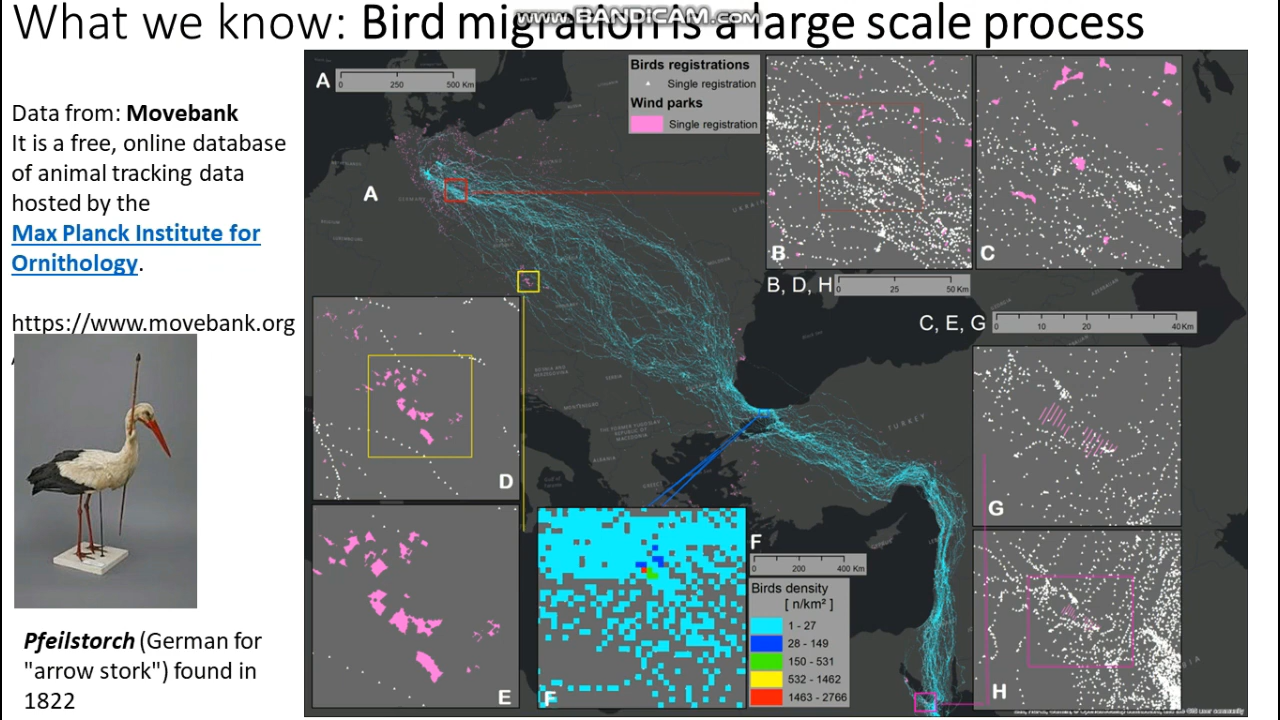 www.BANDICAM.com
What we know: Bird migration is a large scale process
Data from: Movebank
It is a free, online database
of animal tracking data
hosted by the
Max Planck Institute for
Ornithology.
https://www.movebank.org
/
Pfeilstorch (German for
"arrow stork") found in
1822
A
0 250 500 Km
Birds registrations
Single registration
Wind parks
Single registration
A
B
C
B, D, H
0 25 50 Km
C, E, G
0 10 20 40 Km
D
E
F
F
0 200 400 Km
Birds density
[ n/km² ]
1 - 27
28 - 149
150 - 531
532 - 1462
1463 - 2766
G
H
TURKEY
UKRAIN